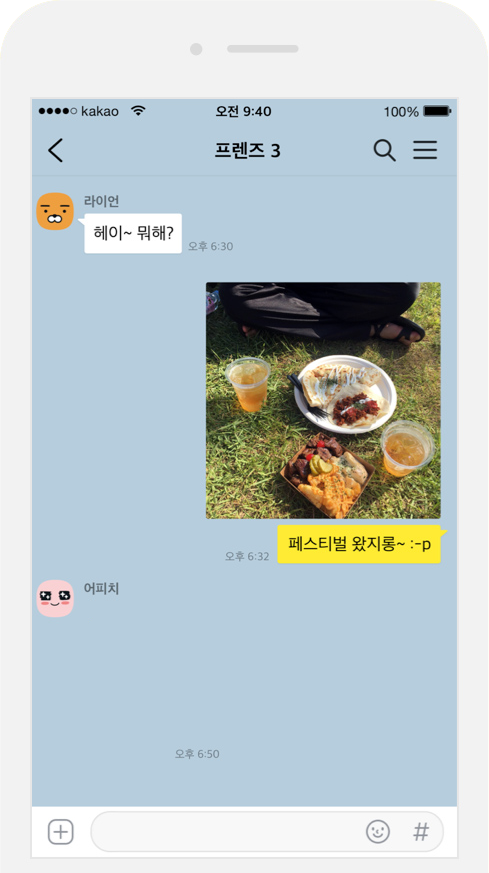 kakao 오전 9:40 100%
프렌즈 3
라이언
헤이~ 뭐해?
오후 6:30
페스티벌 왔지롱~ :-p
오후 6:32
어피치
오후 6:50
#